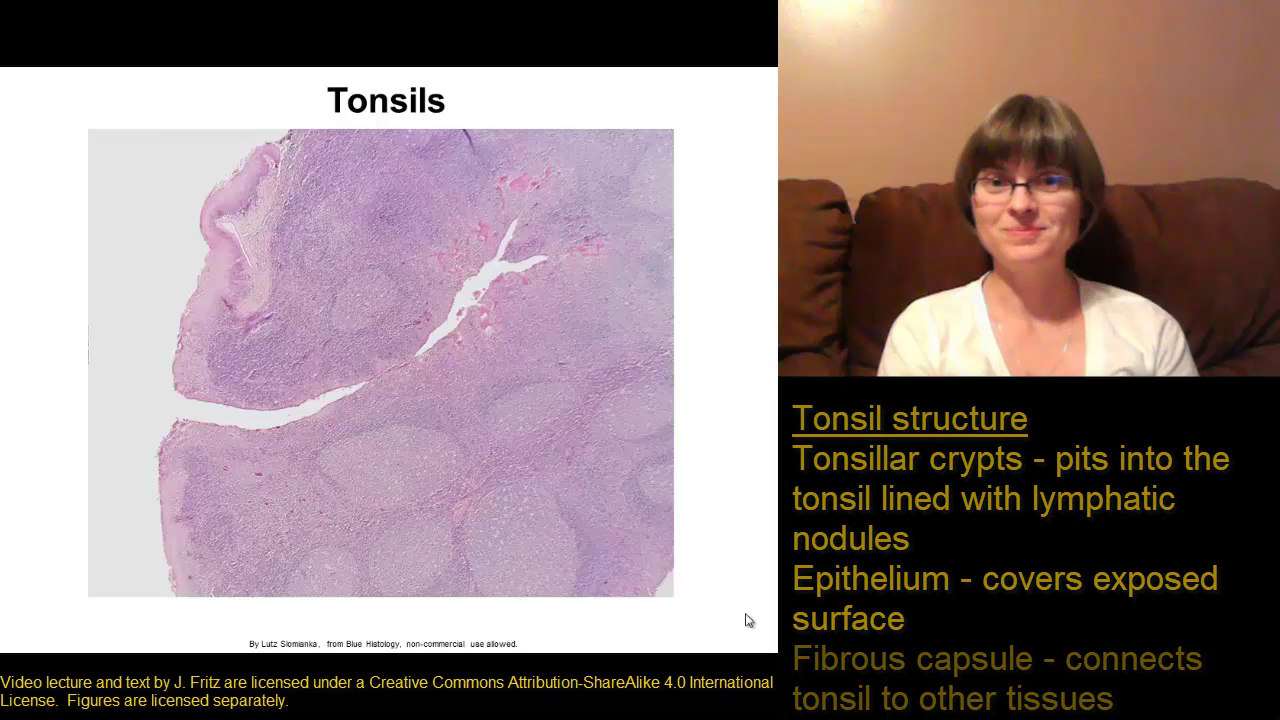 Tonsils
By Lutz Slomianka, from Blue Histology, non-commercial use allowed.
Tonsil structure
Tonsillar crypts - pits into the
tonsil lined with lymphatic
nodules
Epithelium - covers exposed
surface
Fibrous capsule - connects
tonsil to other tissues
Video lecture and text by J. Fritz are licensed under a Creative Commons Attribution-ShareAlike 4.0 International
License. Figures are licensed separately.